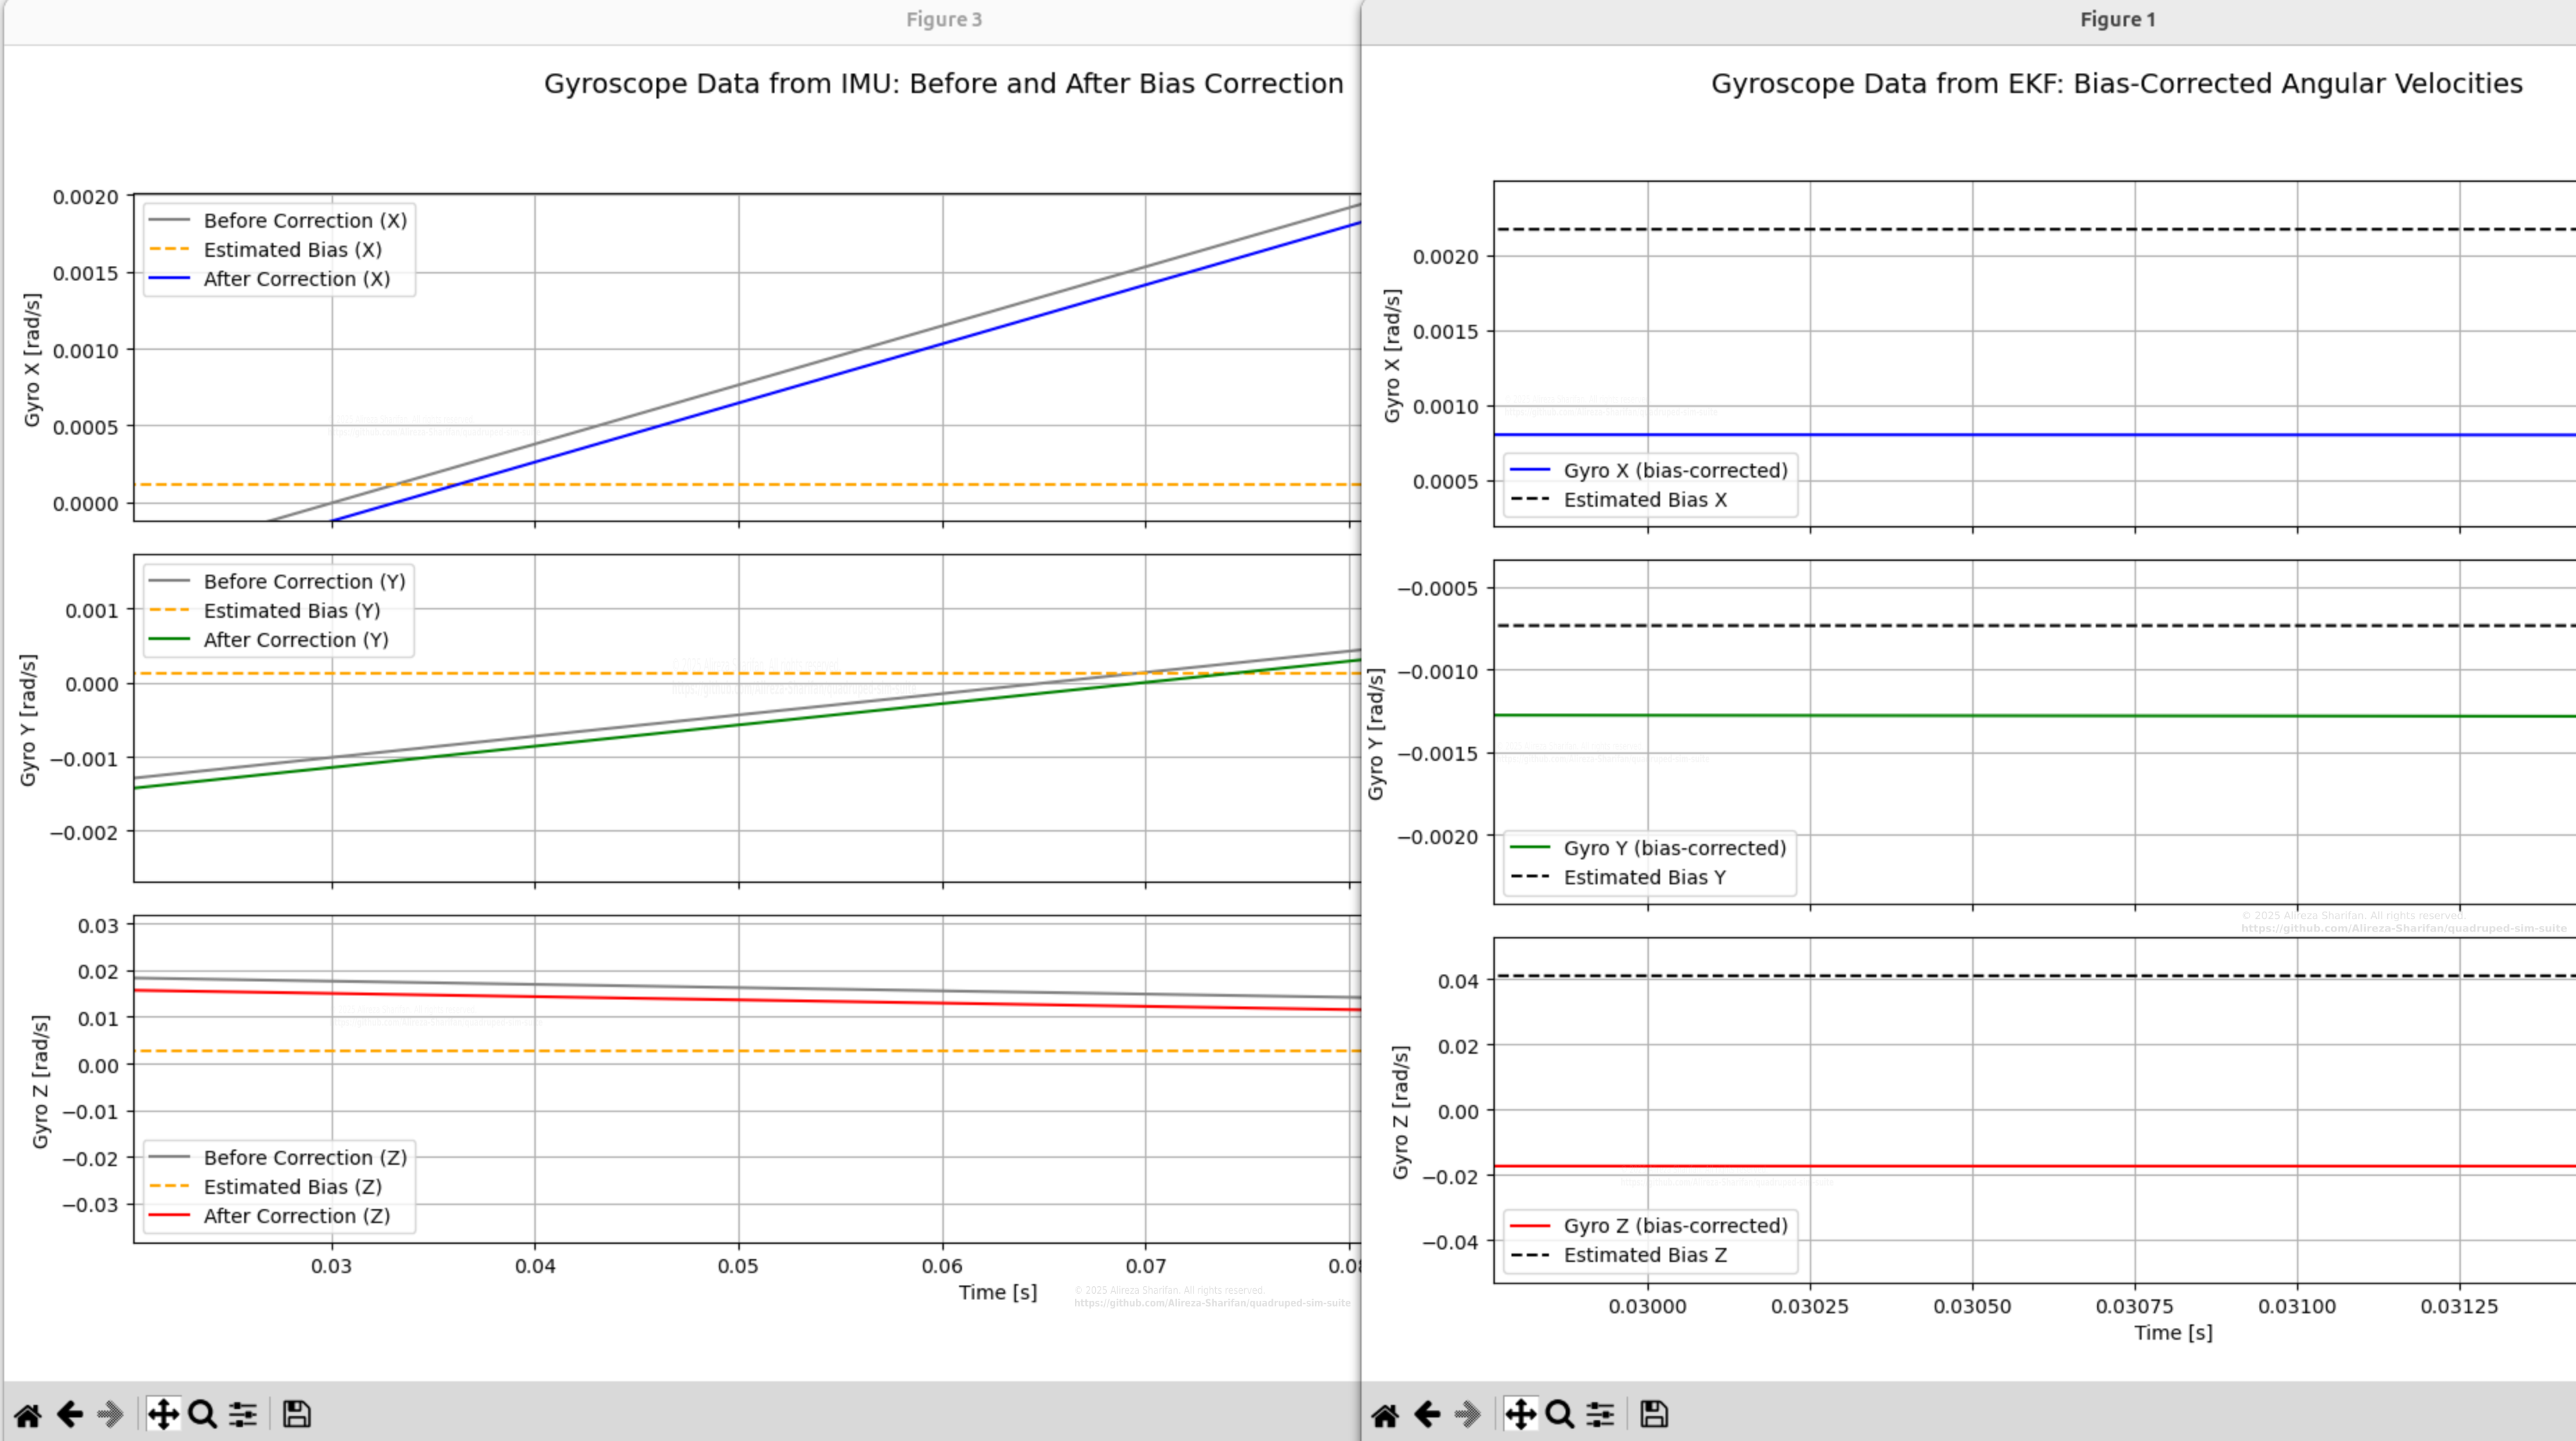 Figure 3
Gyroscope Data from IMU: Before and After Bias Correction
0.0020
0.0015
0.0010
0.0005
0.0000
Gyro X [rad/s]
Before Correction (X)
Estimated Bias (X)
After Correction (X)
0.001
0.000
−0.001
−0.002
Gyro Y [rad/s]
Before Correction (Y)
Estimated Bias (Y)
After Correction (Y)
0.03
0.02
0.01
0.00
−0.01
−0.02
−0.03
Gyro Z [rad/s]
Before Correction (Z)
Estimated Bias (Z)
After Correction (Z)
0.03 0.04 0.05 0.06 0.07 0.08
Time [s]
© 2025 Alireza Sharifan. All rights reserved.
https://github.com/Alireza-Sharifan/quadruped-sim-suite
Figure 1
Gyroscope Data from EKF: Bias-Corrected Angular Velocities
0.0020
0.0015
0.0010
0.0005
Gyro X [rad/s]
Gyro X (bias-corrected)
Estimated Bias X
−0.0005
−0.0010
−0.0015
−0.0020
Gyro Y [rad/s]
Gyro Y (bias-corrected)
Estimated Bias Y
© 2025 Alireza Sharifan. All rights reserved.
https://github.com/Alireza-Sharifan/quadruped-sim-suite
0.04
0.02
0.00
−0.02
−0.04
Gyro Z [rad/s]
Gyro Z (bias-corrected)
Estimated Bias Z
0.03000 0.03025 0.03050 0.03075 0.03100 0.03125
Time [s]